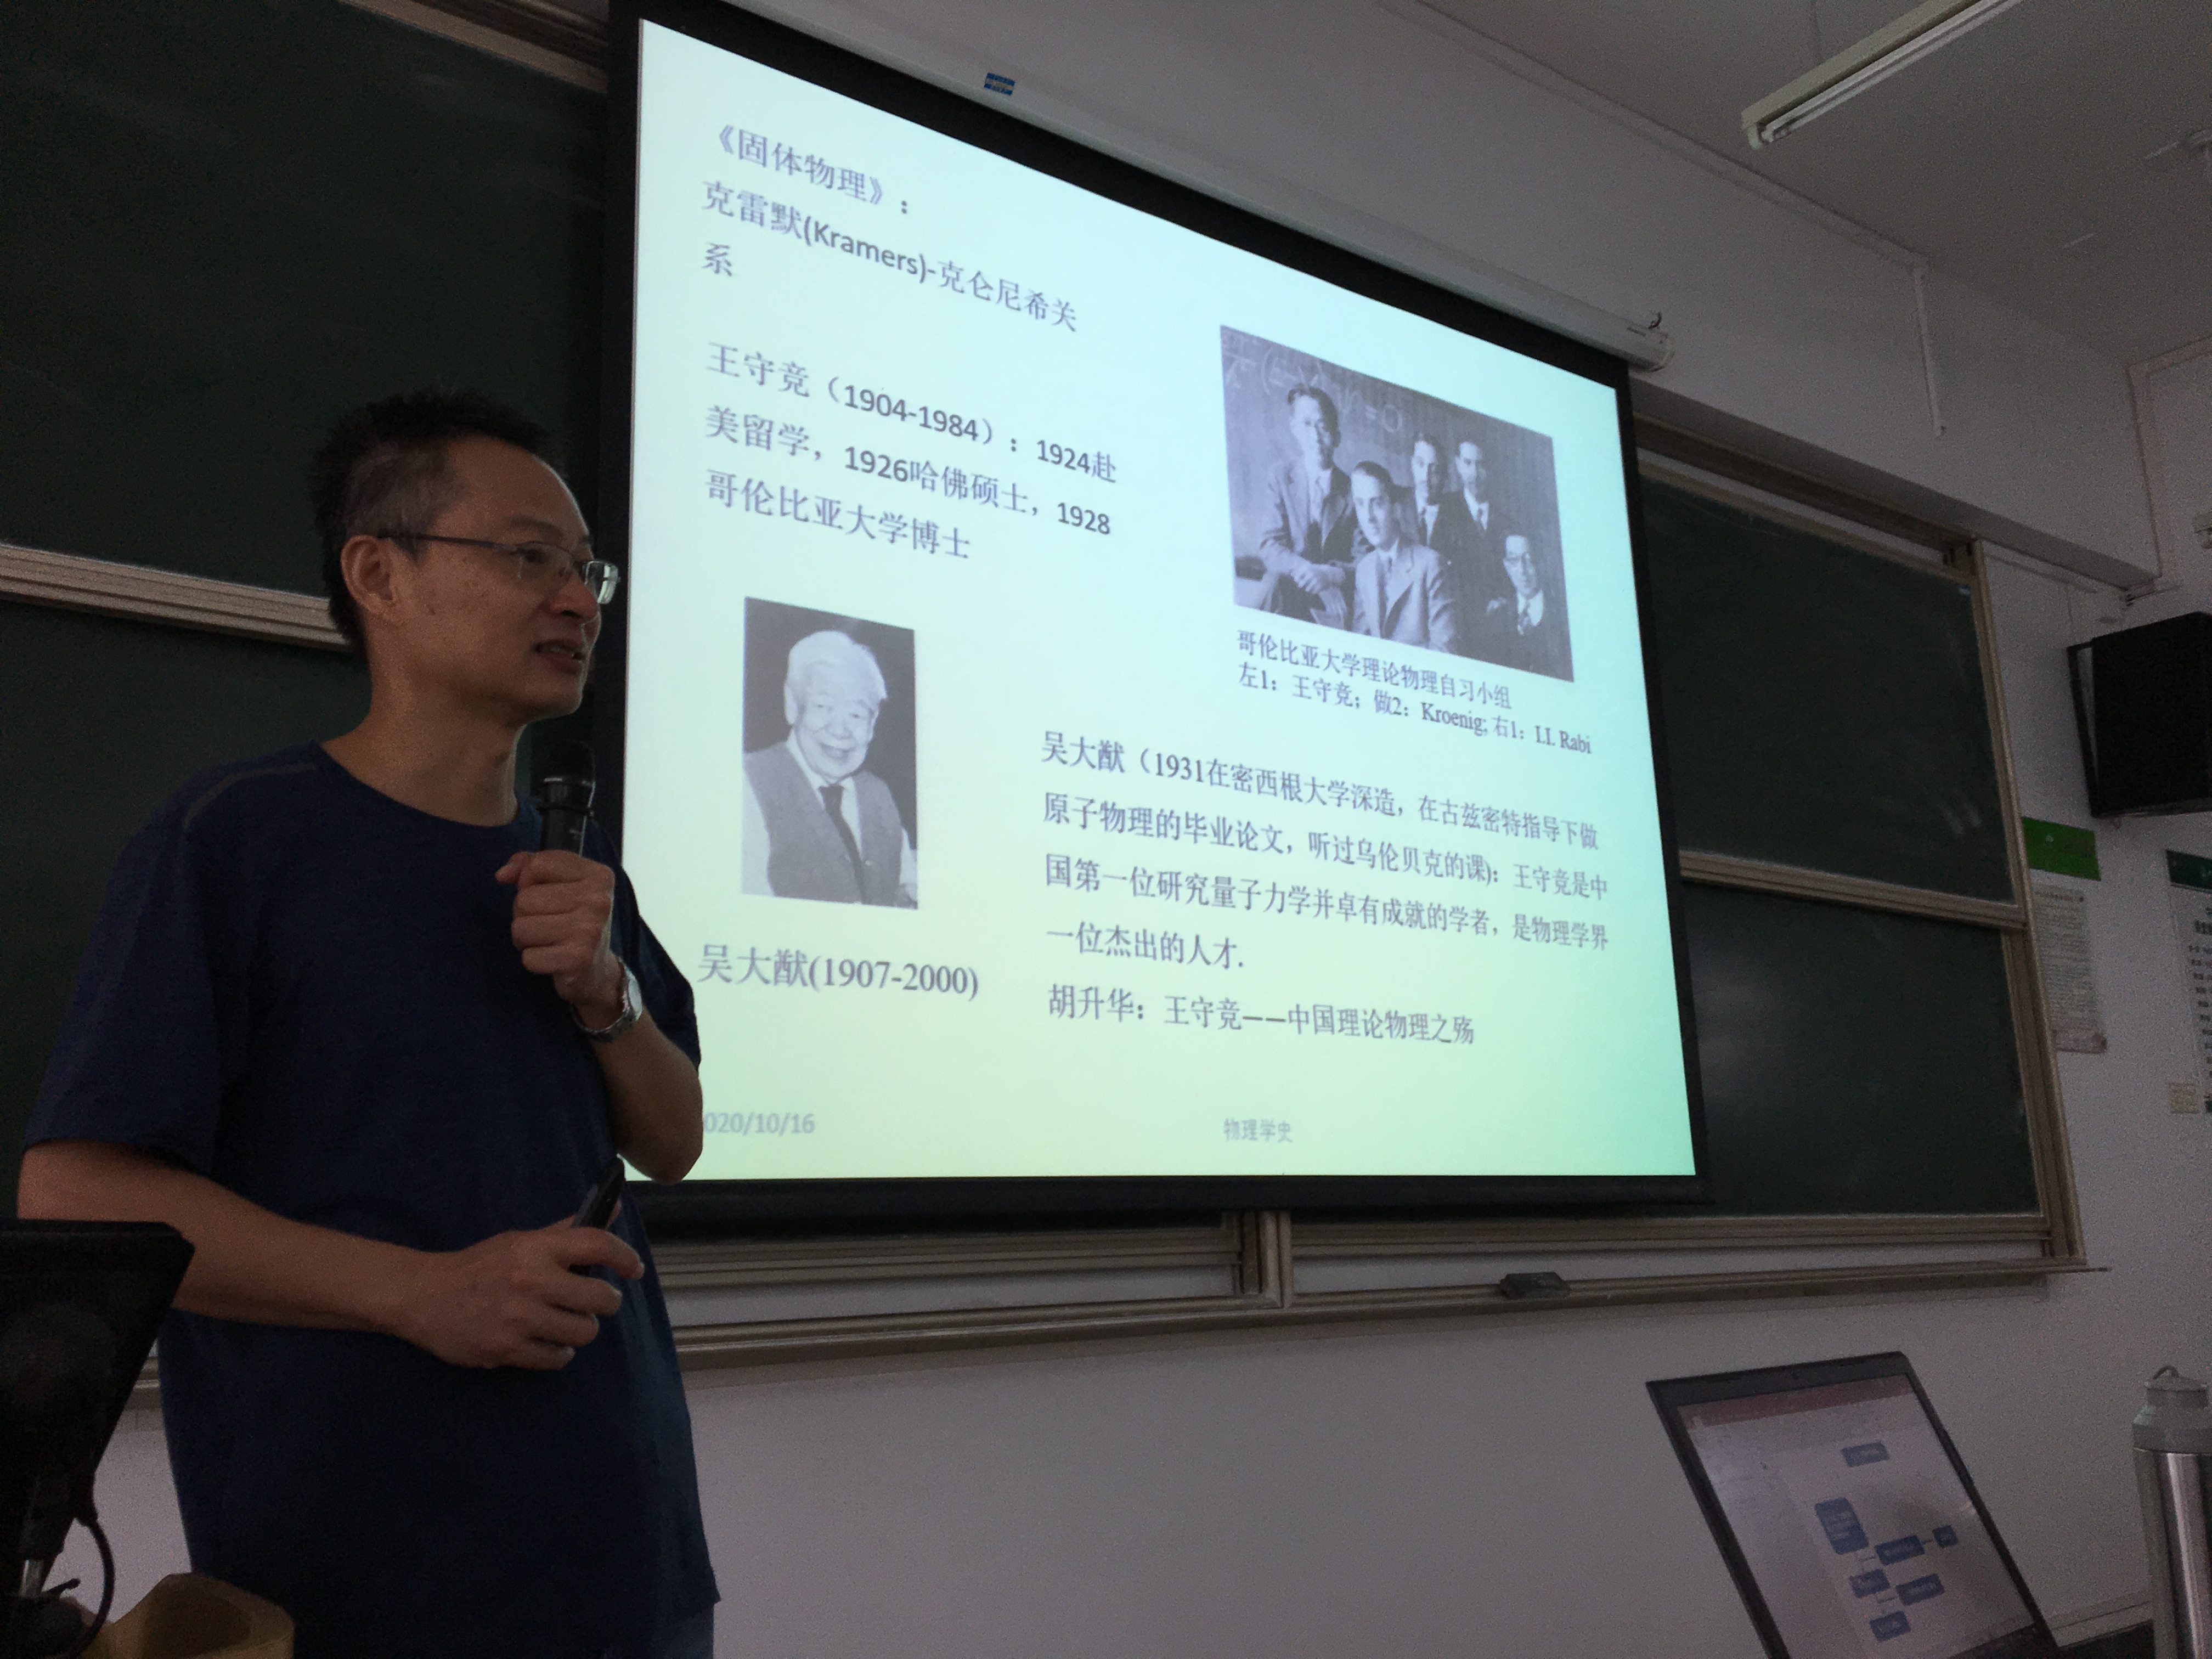 《固体物理》：
克雷默(Kramers)-克仑尼希关
系
王守竞（1904-1984）：1924赴
美留学，1926哈佛硕士，1928
哥伦比亚大学博士
哥伦比亚大学理论物理自习小组
左1：王守竞；做2：Kroenig; 右1：I.I. Rabi
吴大猷(1907-2000)
吴大猷（1931在密西根大学深造，在古兹密特指导下做
原子物理的毕业论文，听过乌伦贝克的课)：王守竞是中
国第一位研究量子力学并卓有成就的学者，是物理学界
一位杰出的人才.
胡升华：王守竞——中国理论物理之殇
020/10/16
物理学史